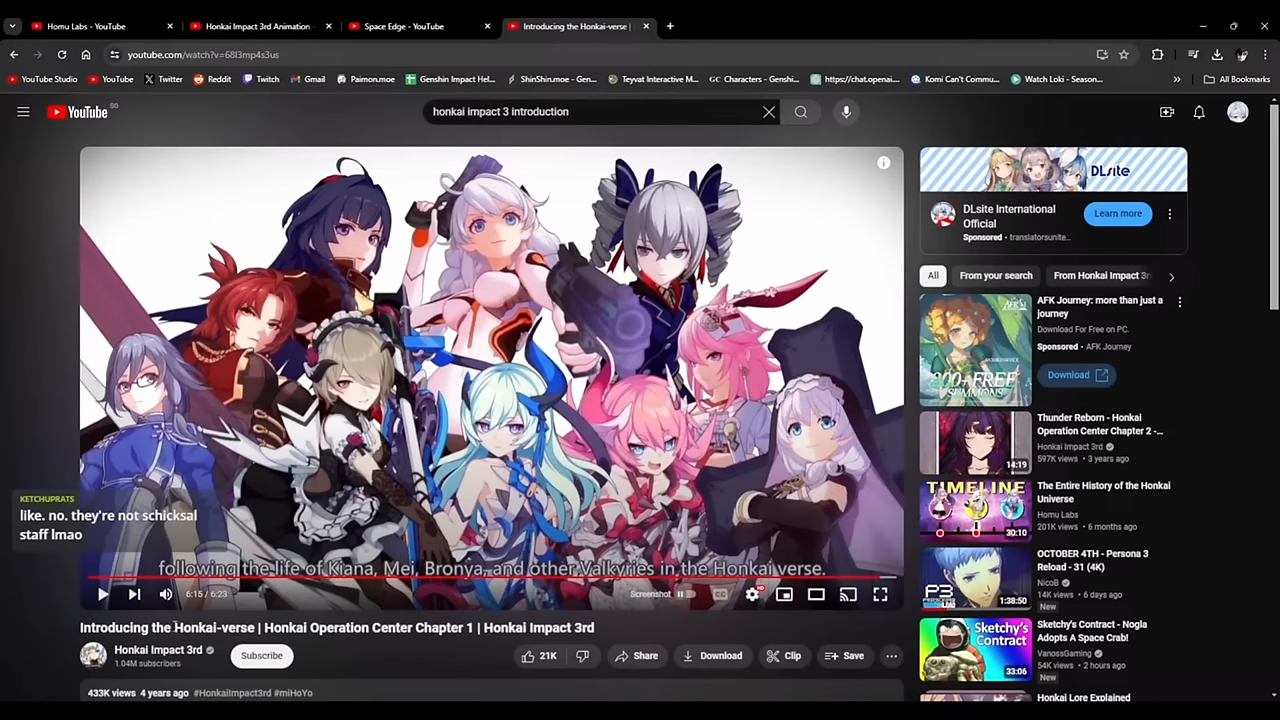 Homu Labs - YouTube
Honkai Impact 3rd Animation -
Space Edge - YouTube
Introducing the Honkai-verse |
youtube.com/watch?v=68l3mp4s3us
YouTube Studio
YouTube
Twitter
Reddit
Twitch
Gmail
Paimon.moe
Genshin Impact Hel...
ShinShin.moe - Gen...
Teyvat Interactive M...
GC Characters - Genshi...
https://chat.openai....
Komi Can't Commu...
Watch Loki - Season...
All Bookmarks
YouTube SG
honkai impact 3 introduction
KETCHUPRATS
like. no. they're not schicksal
staff lmao
following the life of Kiana, Mei, Bronya, and other Valkyries in the Honkai verse.
6:15 / 6:23
Screenshot
CC
HD
Introducing the Honkai-verse | Honkai Operation Center Chapter 1 | Honkai Impact 3rd
Honkai Impact 3rd
1.04M subscribers
Subscribe
21K
Share
Download
Clip
Save
433K views 4 years ago #HonkaiImpact3rd #miHoYo
DLsite
DLsite International
Official
Sponsored · translatorsunite...
Learn more
All
From your search
From Honkai Impact 3r
AFK Journey: more than just a
journey
Download For Free on PC.
Sponsored · AFK Journey
Download
200+ FREE
SUMMONS
Thunder Reborn - Honkai
Operation Center Chapter 2 -...
Honkai Impact 3rd
597K views · 3 years ago
14:19
The Entire History of the Honkai
Universe
Homu Labs
201K views · 6 months ago
TIMELINE
30:10
OCTOBER 4TH - Persona 3
Reload - 31 (4K)
NicoB
14K views · 6 days ago
New
P3
1:38:50
Sketchy's Contract - Nogla
Adopts A Space Crab!
VanossGaming
54K views · 2 hours ago
New
Sketchy's
Contract
33:06
Honkai Lore Explained